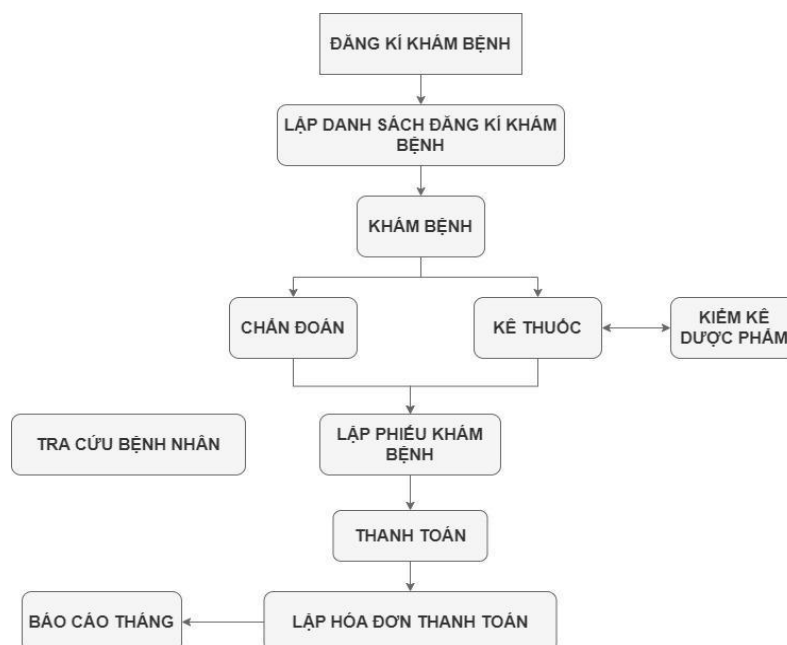 ĐĂNG KÍ KHÁM BỆNH
LẬP DANH SÁCH ĐĂNG KÍ KHÁM
BỆNH
KHÁM BỆNH
CHẨN ĐOÁN
KÊ THUỐC
KIỂM KÊ
DƯỢC PHẨM
TRA CỨU BỆNH NHÂN
LẬP PHIẾU KHÁM
BỆNH
THANH TOÁN
BÁO CÁO THÁNG
LẬP HÓA ĐƠN THANH TOÁN